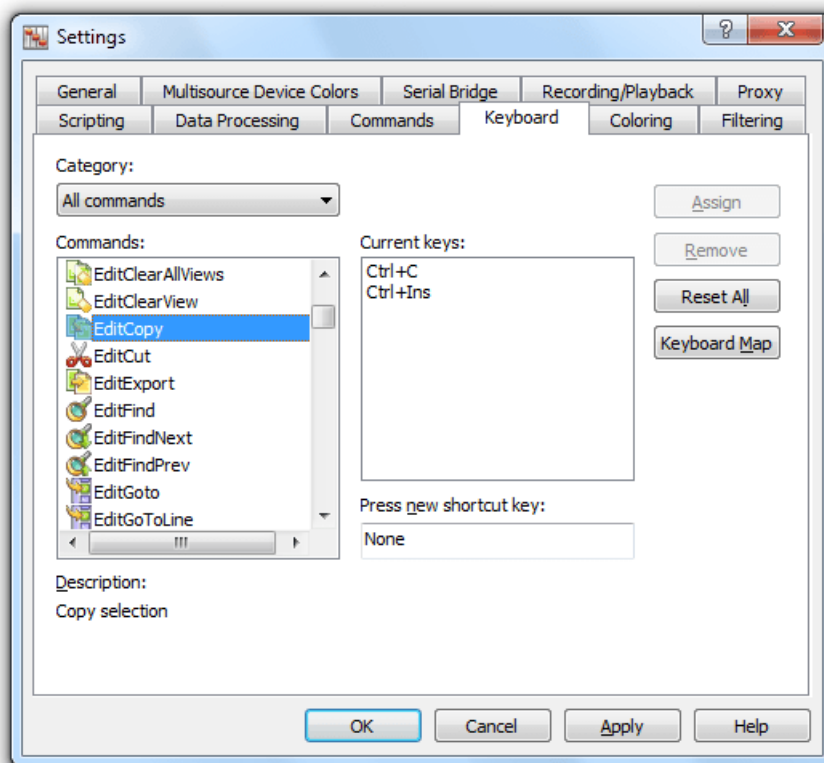 Settings
General Multisource Device Colors Serial Bridge Recording/Playback Proxy
Scripting Data Processing Commands Keyboard Coloring Filtering
Category:
All commands
Assign
Commands:
EditClearAllViews
EditClearView
EditCopy
EditCut
EditExport
EditFind
EditFindNext
EditFindPrev
EditGoto
EditGoToLine
Current keys:
Ctrl+C
Ctrl+Ins
Remove
Reset All
Keyboard Map
Press new shortcut key:
None
Description:
Copy selection
OK Cancel Apply Help